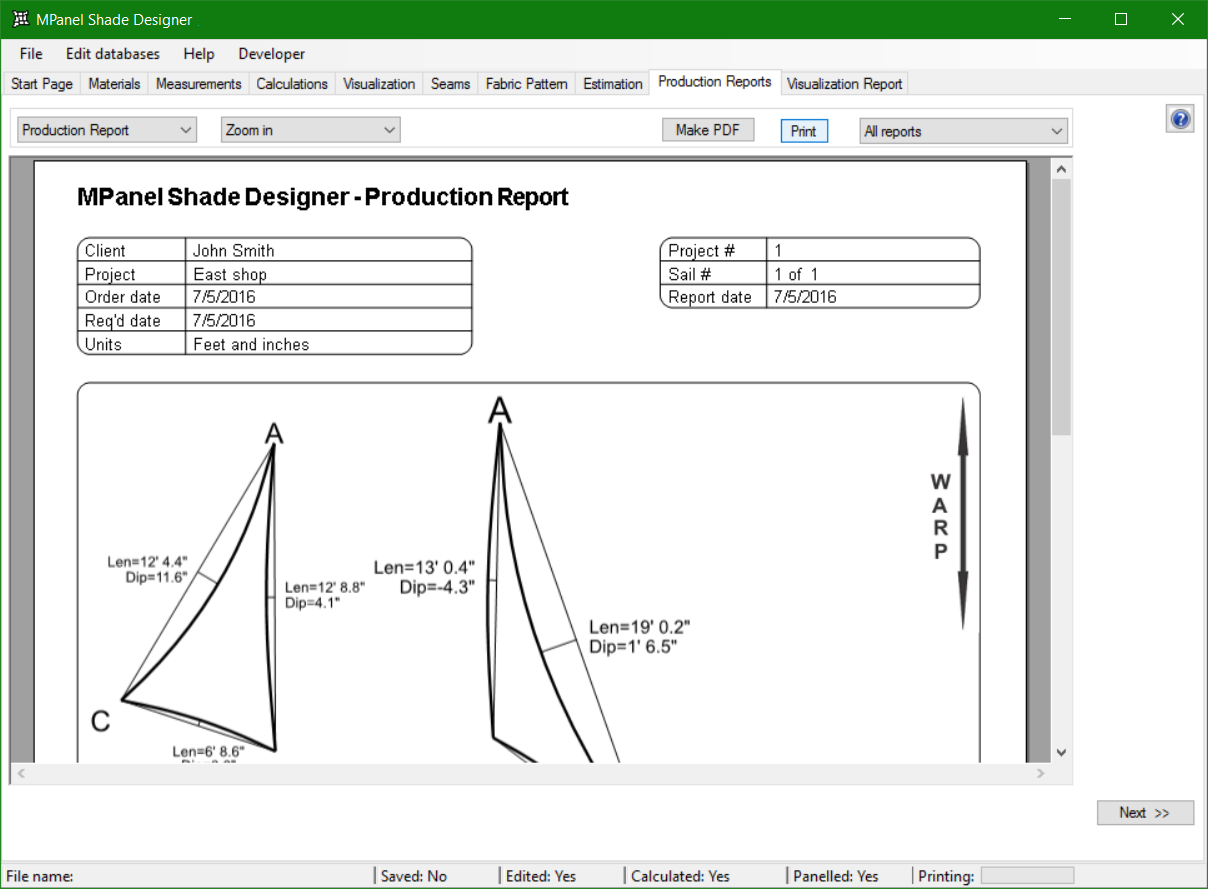 MPanel Shade Designer
File Edit databases Help Developer
Start Page Materials Measurements Calculations Visualization Seams Fabric Pattern Estimation Production Reports Visualization Report
Production Report Zoom in Make PDF Print All reports ?
MPanel Shade Designer - Production Report
Client John Smith
Project East shop
Order date 7/5/2016
Req'd date 7/5/2016
Units Feet and inches
Project # 1
Sail # 1 of 1
Report date 7/5/2016
A
A
WARP
Len=12' 4.4"
Dip=11.6"
Len=12' 8.8"
Dip=4.1"
Len=13' 0.4"
Dip=-4.3"
Len=19' 0.2"
Dip=1' 6.5"
C
Len=6' 8.6"
Next >>
File name: Saved: No Edited: Yes Calculated: Yes Panelled: Yes Printing: